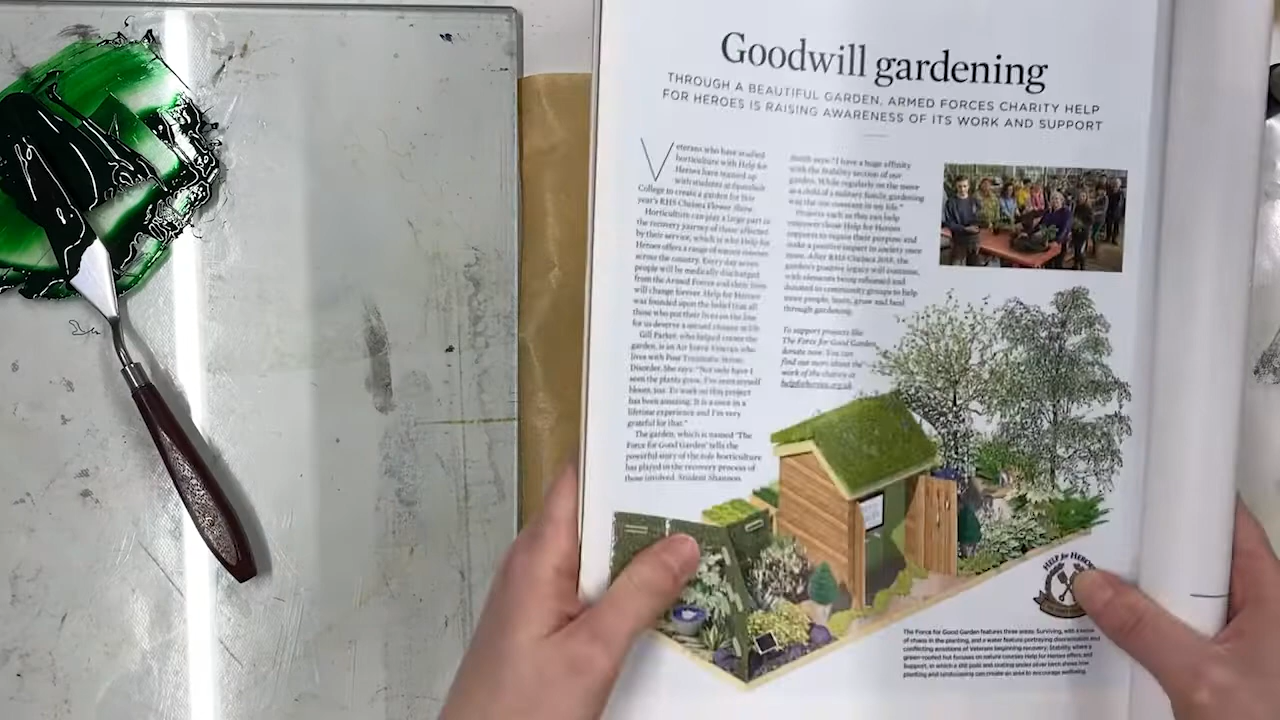 Goodwill gardening
THROUGH A BEAUTIFUL GARDEN, ARMED FORCES CHARITY HELP
FOR HEROES IS RAISING AWARENESS OF ITS WORK AND SUPPORT
Veterans who have studied
horticulture with Help for
Heroes have teamed up
with students at
College to create a garden for this
year's RHS Chelsea Flower Show.
Horticulture can play a large part in
the recovery journey of those affected
by their service, which is why Help for
Heroes offers a range of nature courses
across the country. Every day seven
people will be medically discharged
from the Armed Forces and their lives
will change forever. Help for Heroes
was founded upon the belief that all
those who put their lives on the line
for us deserve a second chance at life.
Gill Parker, who helped create the
garden, is an Air Force Veteran who
lives with Post Traumatic Stress
Disorder. She says: "Not only have I
seen the plants grow, I've seen myself
bloom, too. To work on this project
has been amazing. It is a once in a
lifetime experience and I'm very
grateful for that."
The garden, which is named 'The
Force for Good Garden' tells the
powerful story of the role horticulture
has played in the recovery process of
those involved. Student Shannon
Smith says: "I have a huge affinity
with the Stability section of our
garden. While regularly on the move
as a child of a military family, gardening
was the one constant in my life."
Projects such as this can help
empower those Help for Heroes
supports to regain their purpose and
make a positive impact to society once
more. After RHS Chelsea 2018, the
garden's positive legacy will continue,
with elements being rehomed and
donated to community groups to help
more people, learn, grow and heal
through gardening.
To support projects like
The Force for Good Garden
donate now. You can
find out more about the
work of the charity at
helpforheroes.org.uk
HELP for HEROES
The Force for Good Garden features three areas: Surviving, with a sense
of chaos in the planting, and a water feature portraying disorientation and
conflicting emotions of Veterans beginning recovery; Stability, where a
green-roofed hut focuses on nature courses Help for Heroes offers; and
Support, in which a still pool and seating under silver birch shows how
planting and landscaping can create an area to encourage wellbeing.